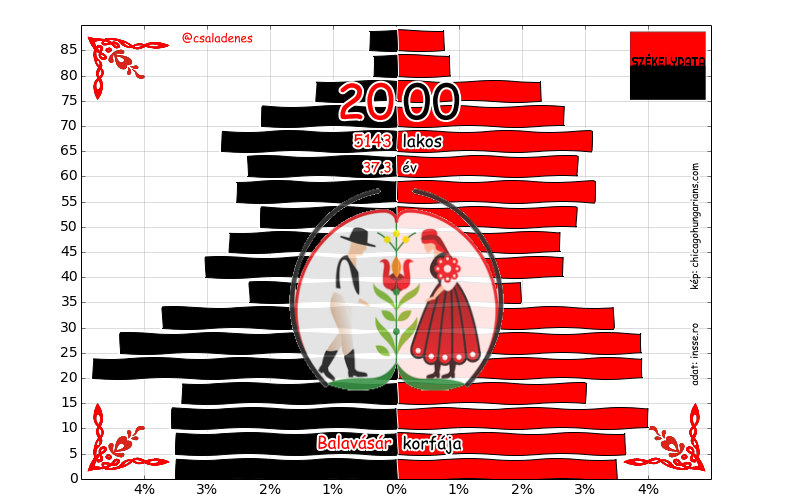 @csaladenes
SZÉKELYDATA
2000
5143 lakos
37.3 év
kép: chicagohungarians.com
adat: insse.ro
Balavásár korfája
85
80
75
70
65
60
55
50
45
40
35
30
25
20
15
10
5
0
4% 3% 2% 1% 0% 1% 2% 3% 4%